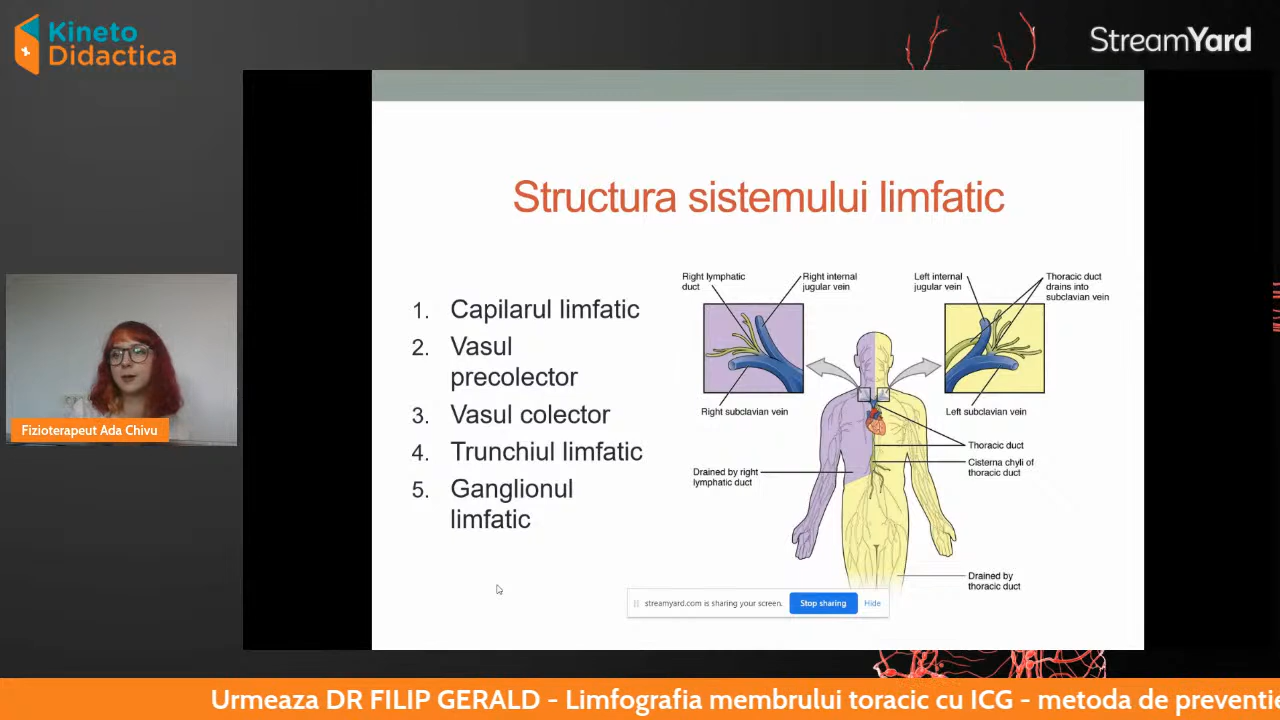 Kineto
Didactica
StreamYard
Structura sistemului limfatic
1. Capilarul limfatic
2. Vasul
precolector
3. Vasul colector
4. Trunchiul limfatic
5. Ganglionul
limfatic
Right lymphatic
duct
Right internal
jugular vein
Left internal
jugular vein
Thoracic duct
drains into
subclavian vein
Right subclavian vein
Left subclavian vein
Thoracic duct
Cisterna chyli of
thoracic duct
Drained by right
lymphatic duct
Drained by
thoracic duct
streamyard.com is sharing your screen.
Stop sharing
Hide
Fizioterapeut Ada Chivu
Urmeaza DR FILIP GERALD - Limfografia membrului toracic cu ICG - metoda de preventie